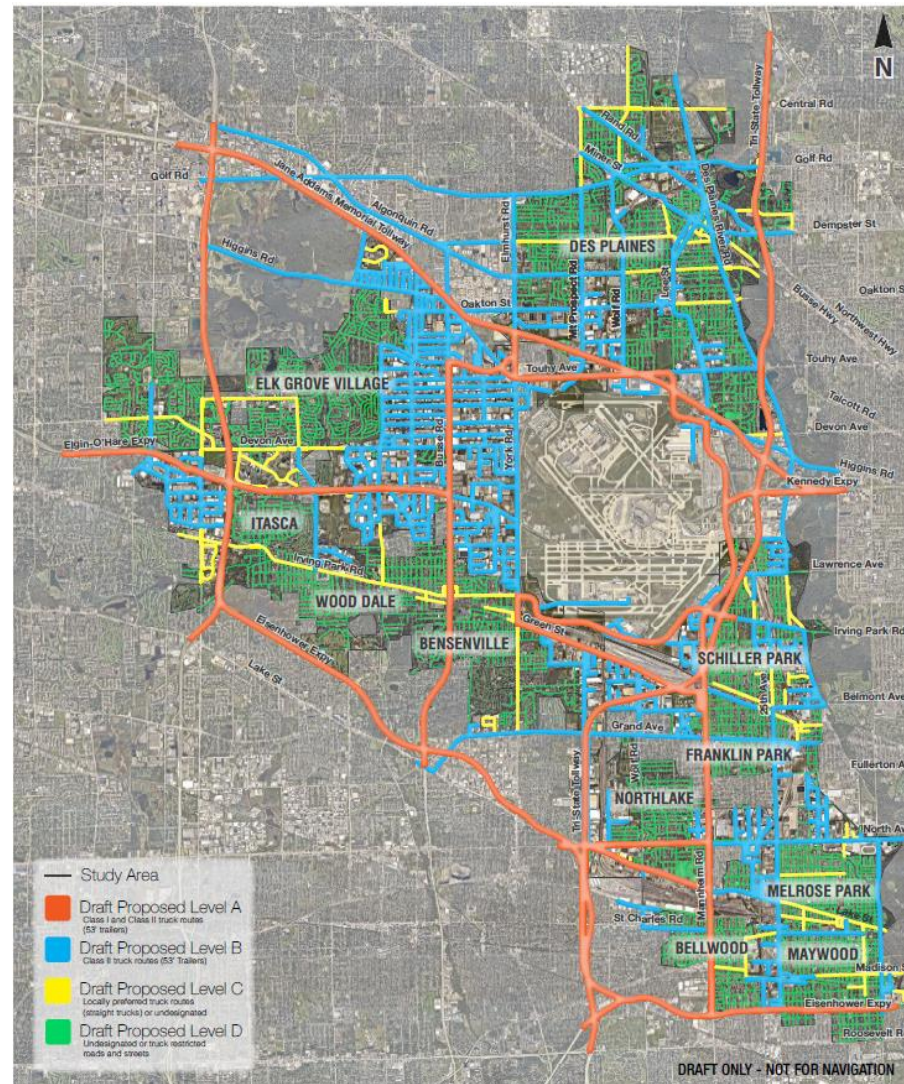 N
Central Rd
Tri-State Tollway
Rand Rd
Miner St
Golf Rd
Golf Rd
Jane Addams Memorial Tollway
Algonquin Rd
Elmhurst Rd
Des Plaines River Rd
Dempster St
DES PLAINES
Higgins Rd
Mt Prospect Rd
Wolf Rd
Lee St
Oakton St
Oakton S
Busse Hwy
Northwest Hwy
Touhy Ave
Touhy Ave
ELK GROVE VILLAGE
Talcott Rd
Devon Ave
Devon Ave
Busse Rd
York Rd
Elgin-O'Hare Expy
Higgins Rd
Kennedy Expy
ITASCA
Irving Park Rd
Lawrence Ave
WOOD DALE
Green St
Irving Park Rd
BENSENVILLE
SCHILLER PARK
Eisenhower Expy
Lake St
25th Ave
Belmont Ave
Grand Ave
FRANKLIN PARK
Tri-State Tollway
Wolf Rd
Fullerton A
NORTHLAKE
North Av
Mannheim Rd
MELROSE PARK
Lake St
St Charles Rd
BELLWOOD
MAYWOOD
Madison S
Eisenhower Expy
Roosevelt R
Study Area
Draft Proposed Level A
Class I and Class II truck routes
(53' trailers)
Draft Proposed Level B
Class II truck routes (53' Trailers)
Draft Proposed Level C
Locally preferred truck routes
(straight trucks) or undesignated
Draft Proposed Level D
Undesignated or truck restricted
roads and streets
DRAFT ONLY - NOT FOR NAVIGATION